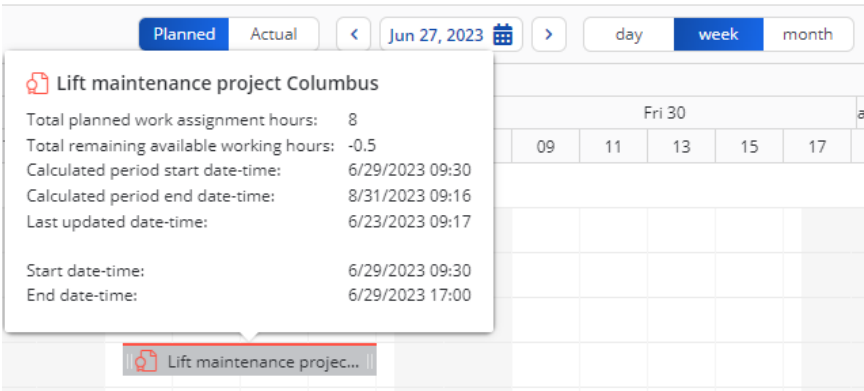 Planned Actual Jun 27, 2023 day week month
Lift maintenance project Columbus
Total planned work assignment hours: 8
Total remaining available working hours: -0.5
Calculated period start date-time: 6/29/2023 09:30
Calculated period end date-time: 8/31/2023 09:16
Last updated date-time: 6/23/2023 09:17
Start date-time: 6/29/2023 09:30
End date-time: 6/29/2023 17:00
Fri 30
09 11 13 15 17
Lift maintenance projec...